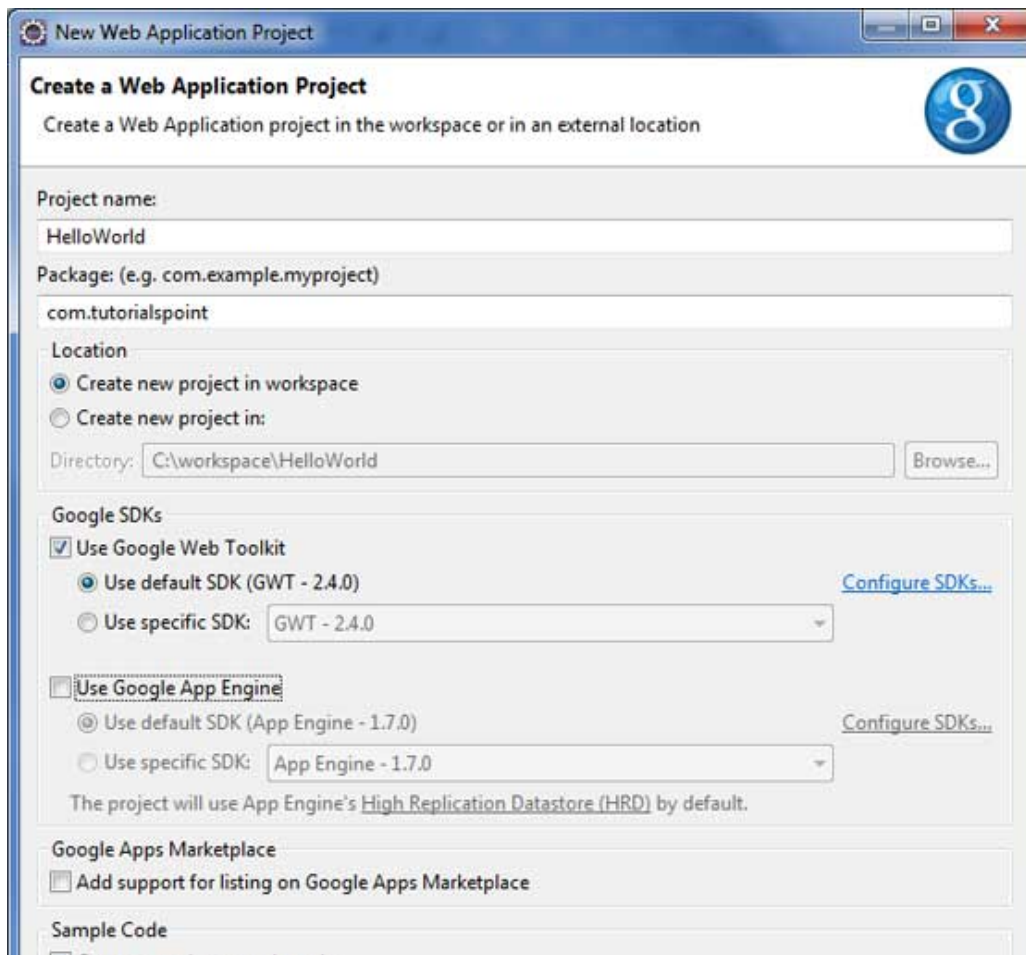 New Web Application Project
Create a Web Application Project
Create a Web Application project in the workspace or in an external location
g
Project name:
HelloWorld
Package: (e.g. com.example.myproject)
com.tutorialspoint
Location
Create new project in workspace
Create new project in:
Directory: C:\workspace\HelloWorld Browse...
Google SDKs
Use Google Web Toolkit
Use default SDK (GWT - 2.4.0) Configure SDKs...
Use specific SDK: GWT - 2.4.0
Use Google App Engine
Use default SDK (App Engine - 1.7.0) Configure SDKs...
Use specific SDK: App Engine - 1.7.0
The project will use App Engine's High Replication Datastore (HRD) by default.
Google Apps Marketplace
Add support for listing on Google Apps Marketplace
Sample Code